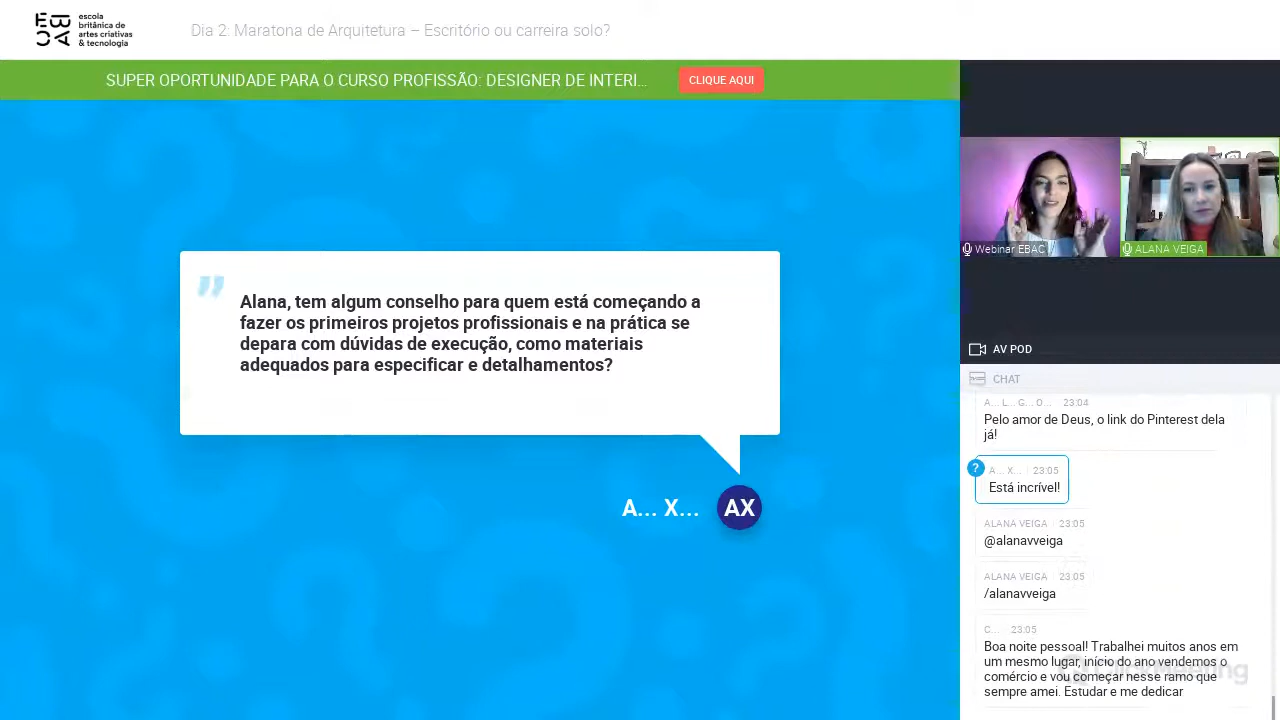 EBAC
escola
britânica de
artes criativas
& tecnologia
Dia 2: Maratona de Arquitetura – Escritório ou carreira solo?
SUPER OPORTUNIDADE PARA O CURSO PROFISSÃO: DESIGNER DE INTERI...
CLIQUE AQUI
Alana, tem algum conselho para quem está começando a
fazer os primeiros projetos profissionais e na prática se
depara com dúvidas de execução, como materiais
adequados para especificar e detalhamentos?
A... X...
AX
Webinar EBAC
ALANA VEIGA
AV POD
CHAT
A... L... G... O... 23:04
Pelo amor de Deus, o link do Pinterest dela
já!
?
A... X... 23:05
Está incrível!
ALANA VEIGA 23:05
@alanavveiga
ALANA VEIGA 23:05
/alanavveiga
C... 23:05
Boa noite pessoal! Trabalhei muitos anos em
um mesmo lugar, início do ano vendemos o
comércio e vou começar nesse ramo que
sempre amei. Estudar e me dedicar